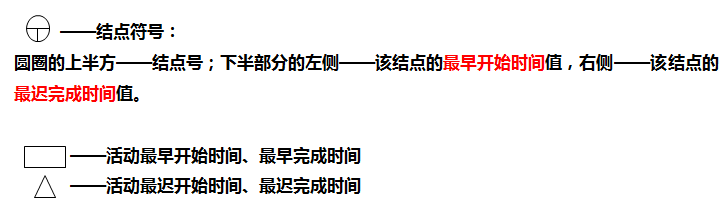 ——结点符号：
圆圈的上半方——结点号；下半部分的左侧——该结点的最早开始时间值，右侧——该结点的
最迟完成时间值。
——活动最早开始时间、最早完成时间
——活动最迟开始时间、最迟完成时间